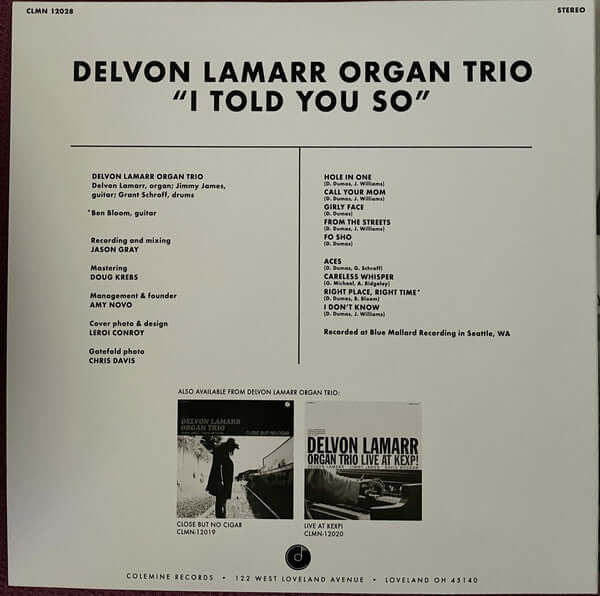 CLMN 12028
STEREO
DELVON LAMARR ORGAN TRIO
“I TOLD YOU SO”
DELVON LAMARR ORGAN TRIO
Delvon Lamarr, organ; Jimmy James,
guitar; Grant Schroff, drums
*Ben Bloom, guitar
Recording and mixing
JASON GRAY
Mastering
DOUG KREBS
Management & founder
AMY NOVO
Cover photo & design
LEROI CONROY
Gatefold photo
CHRIS DAVIS
HOLE IN ONE
(D. Dumas, J. Williams)
CALL YOUR MOM
(D. Dumas, J. Williams)
GIRLY FACE
(D. Dumas)
FROM THE STREETS
(D. Dumas, J. Williams)
FO SHO
(D. Dumas)
ACES
(D. Dumas, G. Schroff)
CARELESS WHISPER
(G. Michael, A. Ridgeley)
RIGHT PLACE, RIGHT TIME*
(D. Dumas, B. Bloom)
I DON'T KNOW
(D. Dumas, J. Williams)
Recorded at Blue Mallard Recording in Seattle, WA
ALSO AVAILABLE FROM DELVON LAMARR ORGAN TRIO:
DELVON LAMARR
ORGAN TRIO
CLOSE BUT NO CIGAR
DELVON LAMARR
ORGAN TRIO LIVE AT KEXP!
CLOSE BUT NO CIGAR
CLMN-12019
LIVE AT KEXP!
CLMN-12020
COLEMINE RECORDS • 122 WEST LOVELAND AVENUE • LOVELAND OH 45140